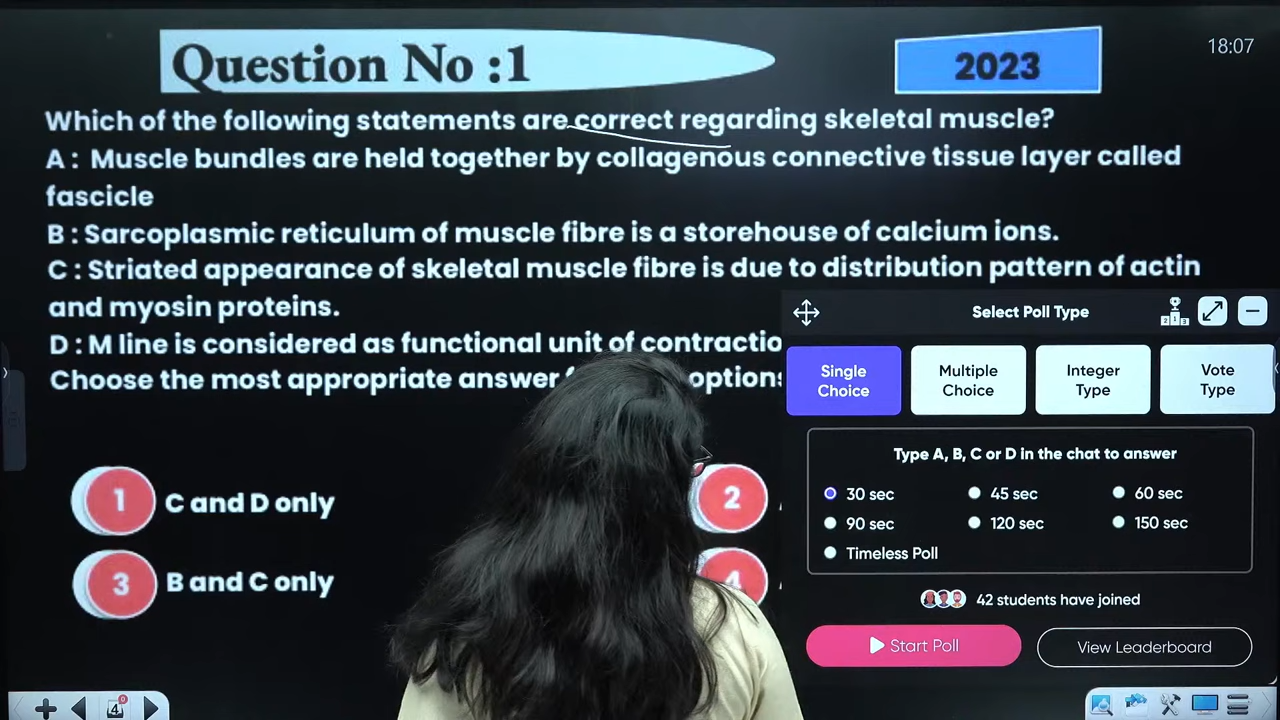 Question No :1
2023
18:07
Which of the following statements are correct regarding skeletal muscle?
A : Muscle bundles are held together by collagenous connective tissue layer called
fascicle
B : Sarcoplasmic reticulum of muscle fibre is a storehouse of calcium ions.
C : Striated appearance of skeletal muscle fibre is due to distribution pattern of actin
and myosin proteins.
D : M line is considered as functional unit of
Choose the most appropriate answer
1 C and D only
2
3 B and C only
4
Select Poll Type
Single
Choice
Multiple
Choice
Integer
Type
Vote
Type
Type A, B, C or D in the chat to answer
30 sec
45 sec
60 sec
90 sec
120 sec
150 sec
Timeless Poll
42 students have joined
Start Poll
View Leaderboard